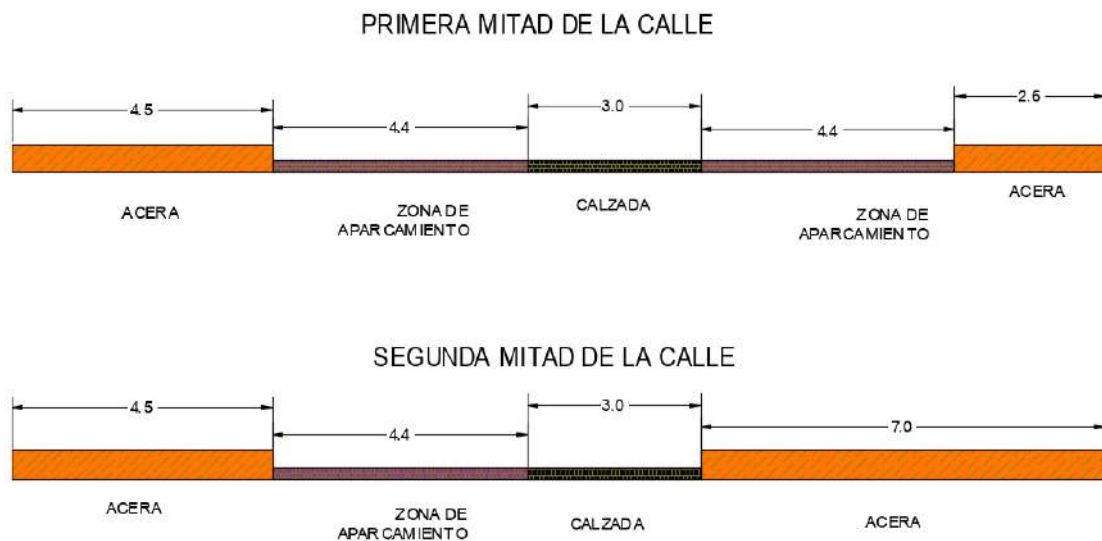 PRIMERA MITAD DE LA CALLE
4.5
4.4
3.0
4.4
2.6
ACERA
ZONA DE
APARCAMIENTO
CALZADA
ZONA DE
APARCAMIENTO
ACERA
SEGUNDA MITAD DE LA CALLE
4.5
4.4
3.0
7.0
ACERA
ZONA DE
APARCAMIENTO
CALZADA
ACERA